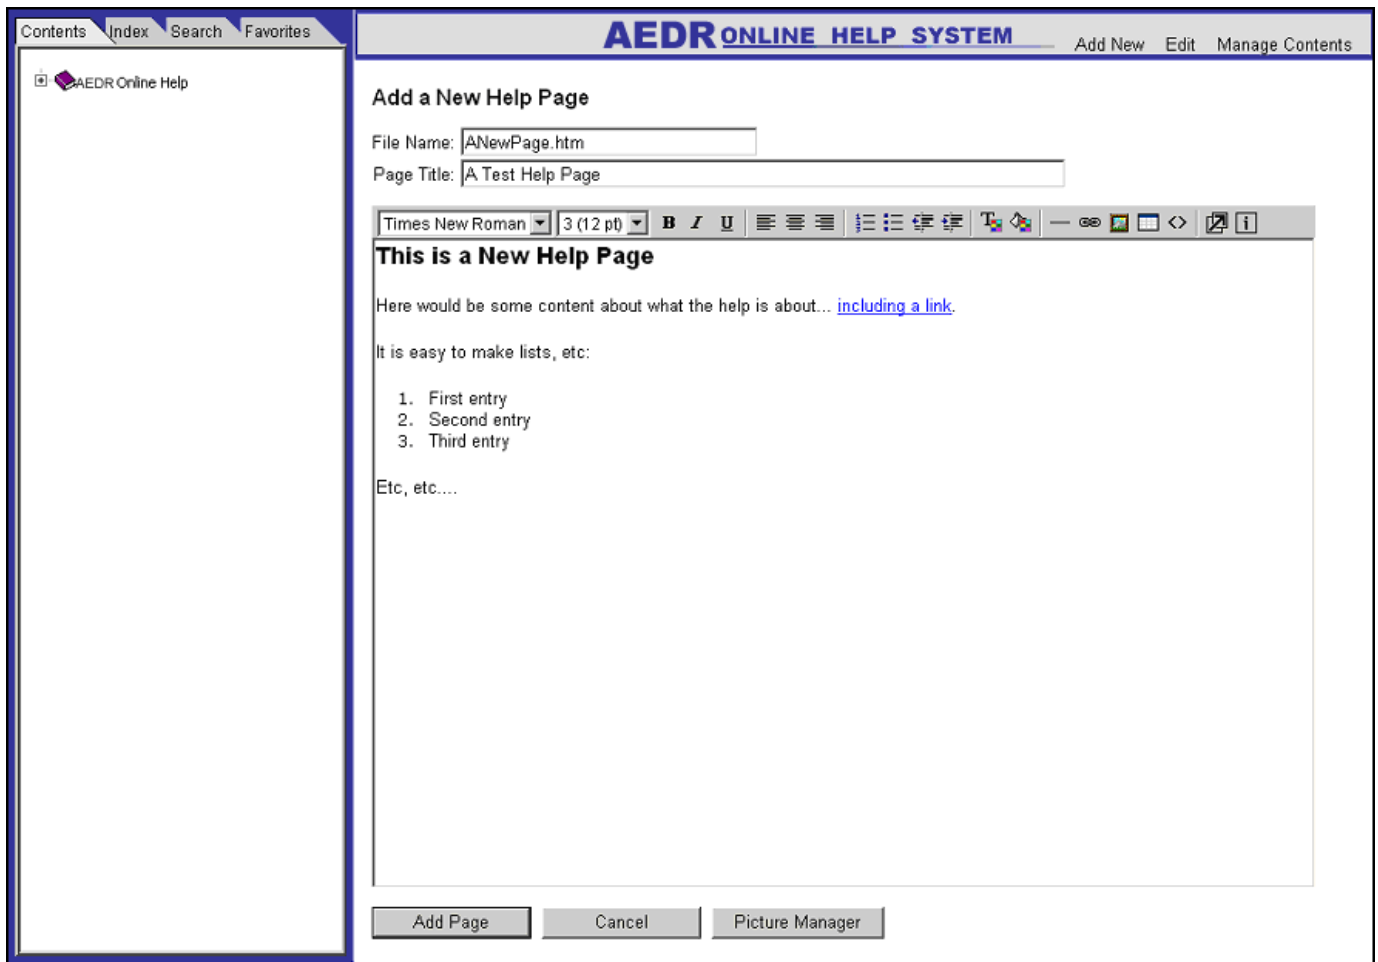 Contents Index Search Favorites
AEDR Online Help
AEDR ONLINE HELP SYSTEM
Add New Edit Manage Contents
Add a New Help Page
File Name: ANewPage.htm
Page Title: A Test Help Page
Times New Roman 3 (12 pt) B I U
This is a New Help Page
Here would be some content about what the help is about... including a link.
It is easy to make lists, etc:
1. First entry
2. Second entry
3. Third entry
Etc, etc....
Add Page Cancel Picture Manager